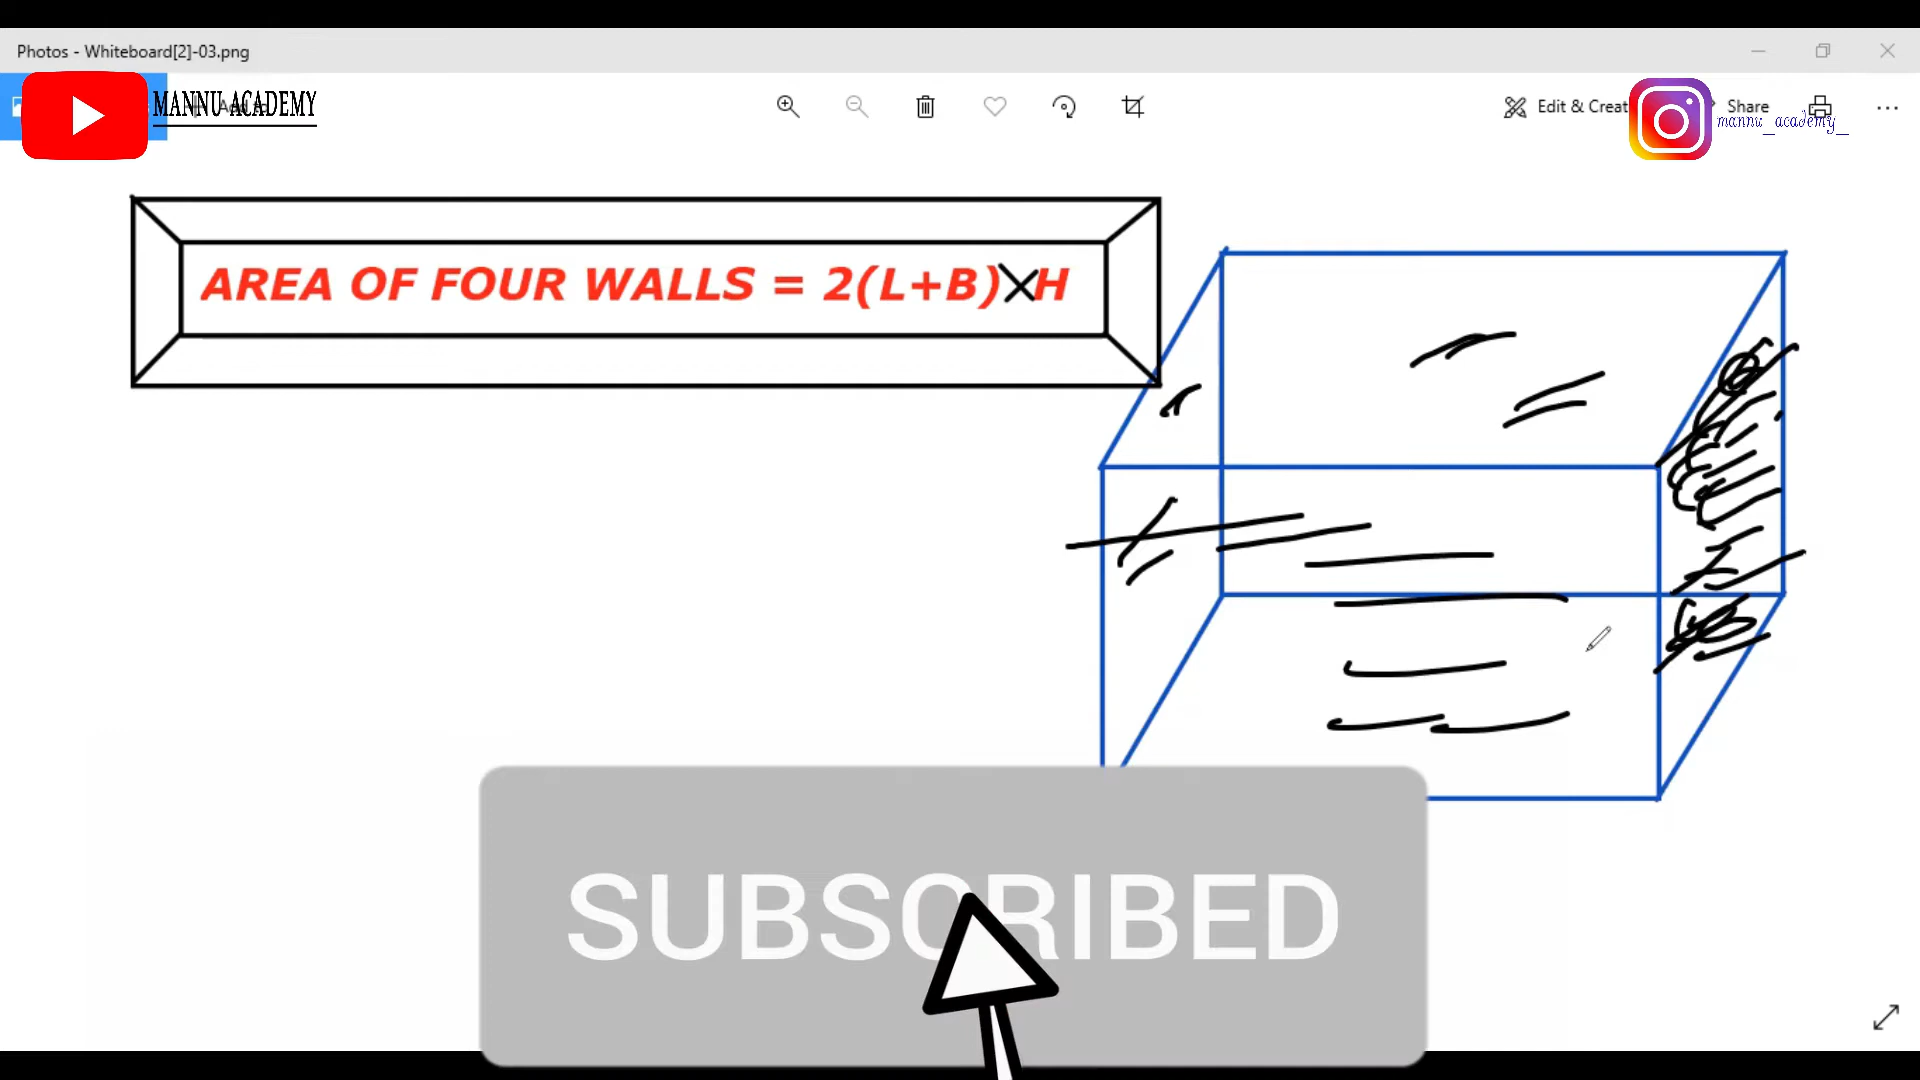 Photos - Whiteboard[2]-03.png
MANNU ACADEMY
Edit & Creat
Share
mannu_academy_
AREA OF FOUR WALLS = 2(L+B)×H
SUBSCRIBED